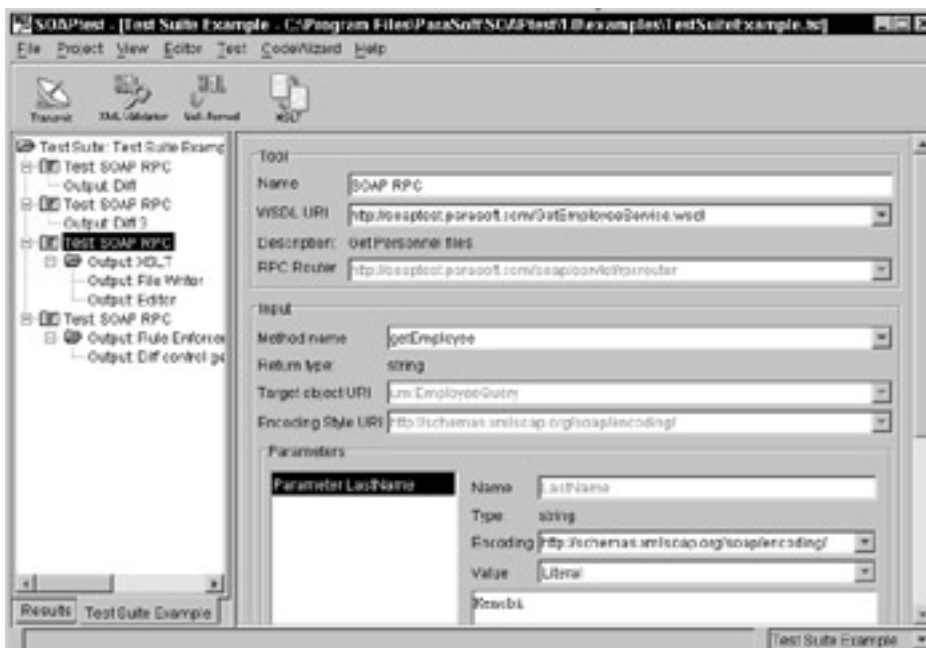 SOAPtest - [Test Suite Example - C:\Program Files\ParaSoft\SOAPtest\1.0\examples\TestSuiteExample.tst]
File Project View Editor Test CodeWizard Help
Transmit XML Validator Well-Formed XSLT
Test Suite: Test Suite Examp
Test SOAP RPC
Output: Diff
Test SOAP RPC
Output: Diff 3
Test SOAP RPC
Output: XSLT
Output: File Writer
Output: Editor
Test SOAP RPC
Output: Rule Enforcer
Output: Diff control ge
Results Test Suite Example
Tool
Name SOAP RPC
WSDL URI http://soaptest.parasoft.com/GetEmployeeService.wsdl
Description: Get Personnel files
RPC Router http://soaptest.parasoft.com/soap/servlet/rpcrouter
Input
Method name getEmployee
Return type: string
Target object URI urn:EmployeeQuery
Encoding Style URI http://schemas.xmlsoap.org/soap/encoding/
Parameters
Parameter LastName
Name LastName
Type: string
Encoding http://schemas.xmlsoap.org/soap/encoding/
Value Literal
Kenobi
Test Suite Example